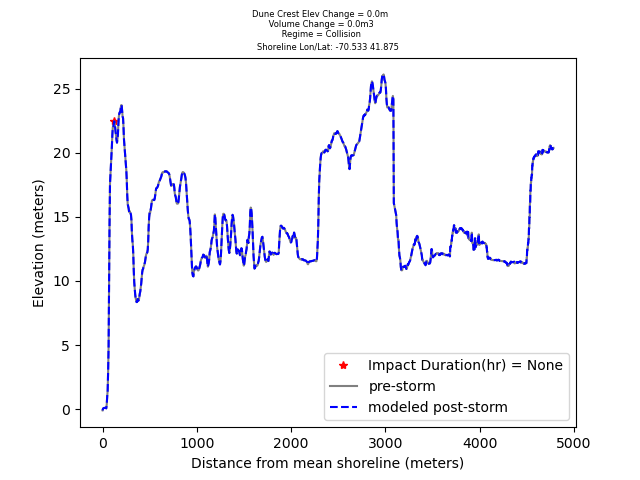 Dune Crest Elev Change = 0.0m
Volume Change = 0.0m3
Regime = Collision
Shoreline Lon/Lat: -70.533 41.875
25
20
15
10
5
0
Elevation (meters)
Impact Duration(hr) = None
pre-storm
modeled post-storm
0 1000 2000 3000 4000 5000
Distance from mean shoreline (meters)